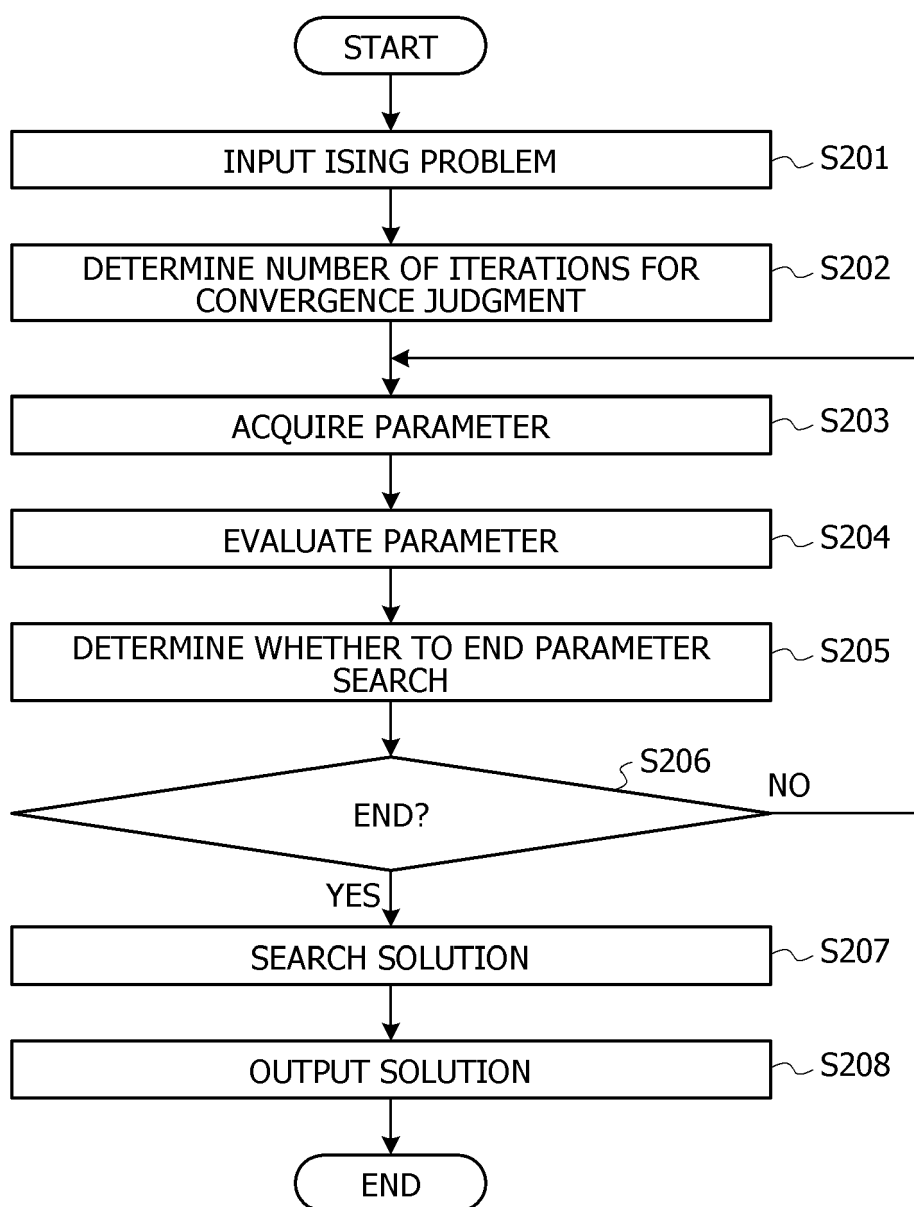 START
INPUT ISING PROBLEM
S201
DETERMINE NUMBER OF ITERATIONS FOR
CONVERGENCE JUDGMENT
S202
ACQUIRE PARAMETER
S203
EVALUATE PARAMETER
S204
DETERMINE WHETHER TO END PARAMETER
SEARCH
S205
S206
END?
NO
YES
SEARCH SOLUTION
S207
OUTPUT SOLUTION
S208
END